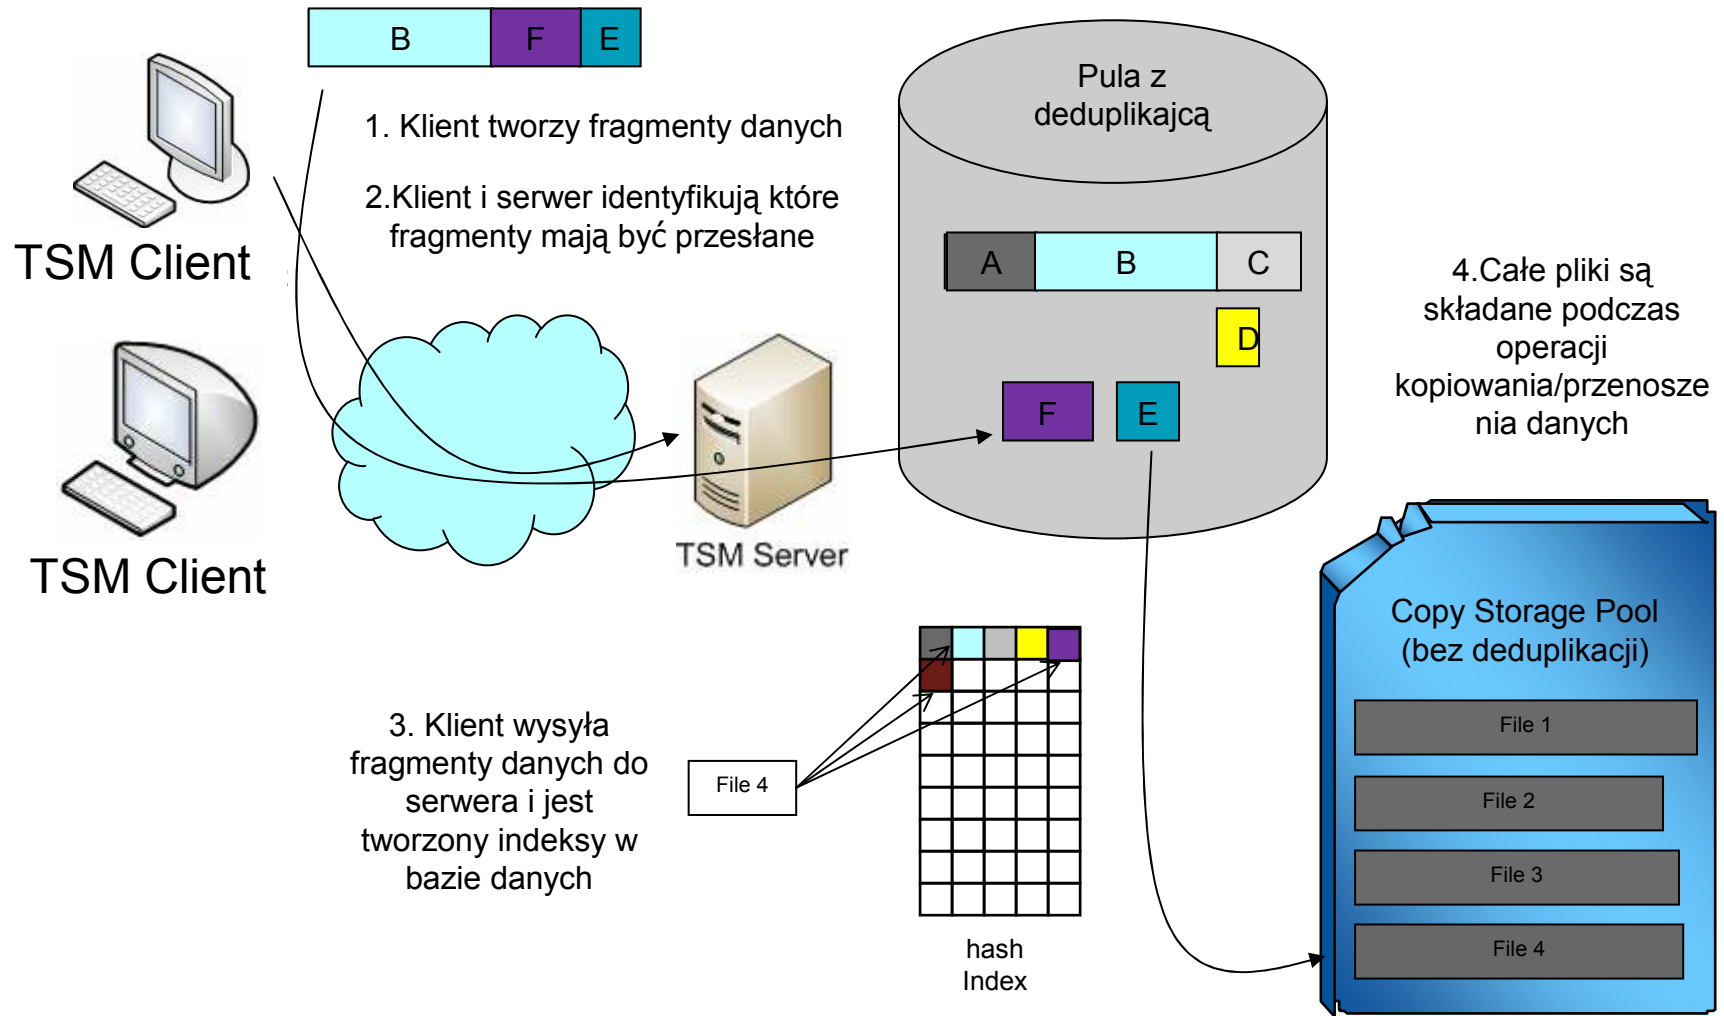 B F E
1. Klient tworzy fragmenty danych
2.Klient i serwer identyfikują które
fragmenty mają być przesłane
TSM Client
TSM Client
TSM Server
Pula z
deduplikajcą
A B C
D
F E
4.Całe pliki są
składane podczas
operacji
kopiowania/przenosze
nia danych
3. Klient wysyła
fragmenty danych do
serwera i jest
tworzony indeksy w
bazie danych
File 4
hash
Index
Copy Storage Pool
(bez deduplikacji)
File 1
File 2
File 3
File 4